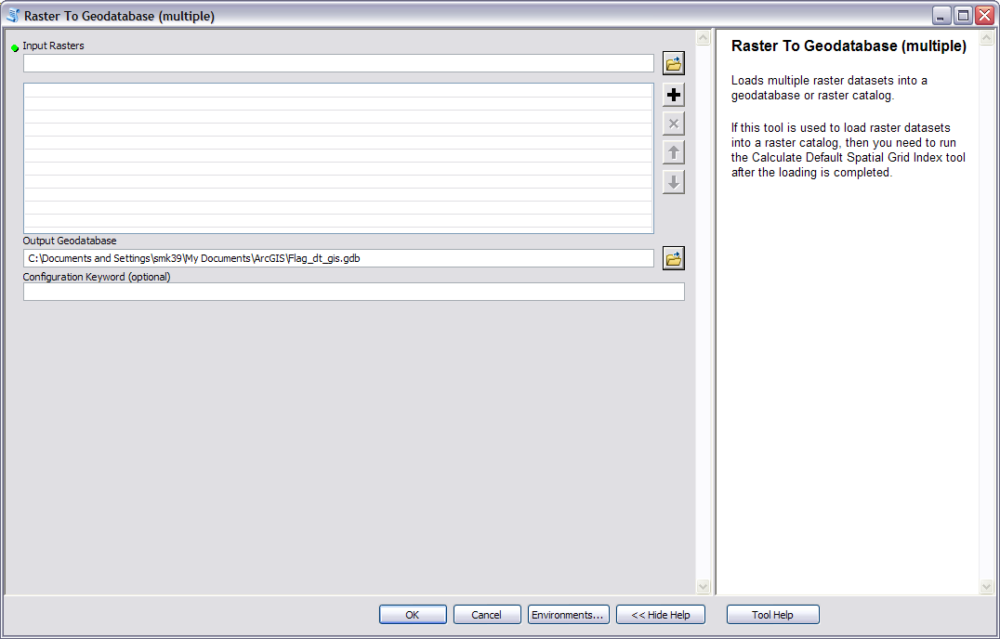 Raster To Geodatabase (multiple)
Input Rasters
Output Geodatabase
C:\Documents and Settings\smk39\My Documents\ArcGIS\Flag_dt_gis.gdb
Configuration Keyword (optional)
Raster To Geodatabase (multiple)
Loads multiple raster datasets into a
geodatabase or raster catalog.
If this tool is used to load raster datasets
into a raster catalog, then you need to run
the Calculate Default Spatial Grid Index tool
after the loading is completed.
OK
Cancel
Environments...
<< Hide Help
Tool Help